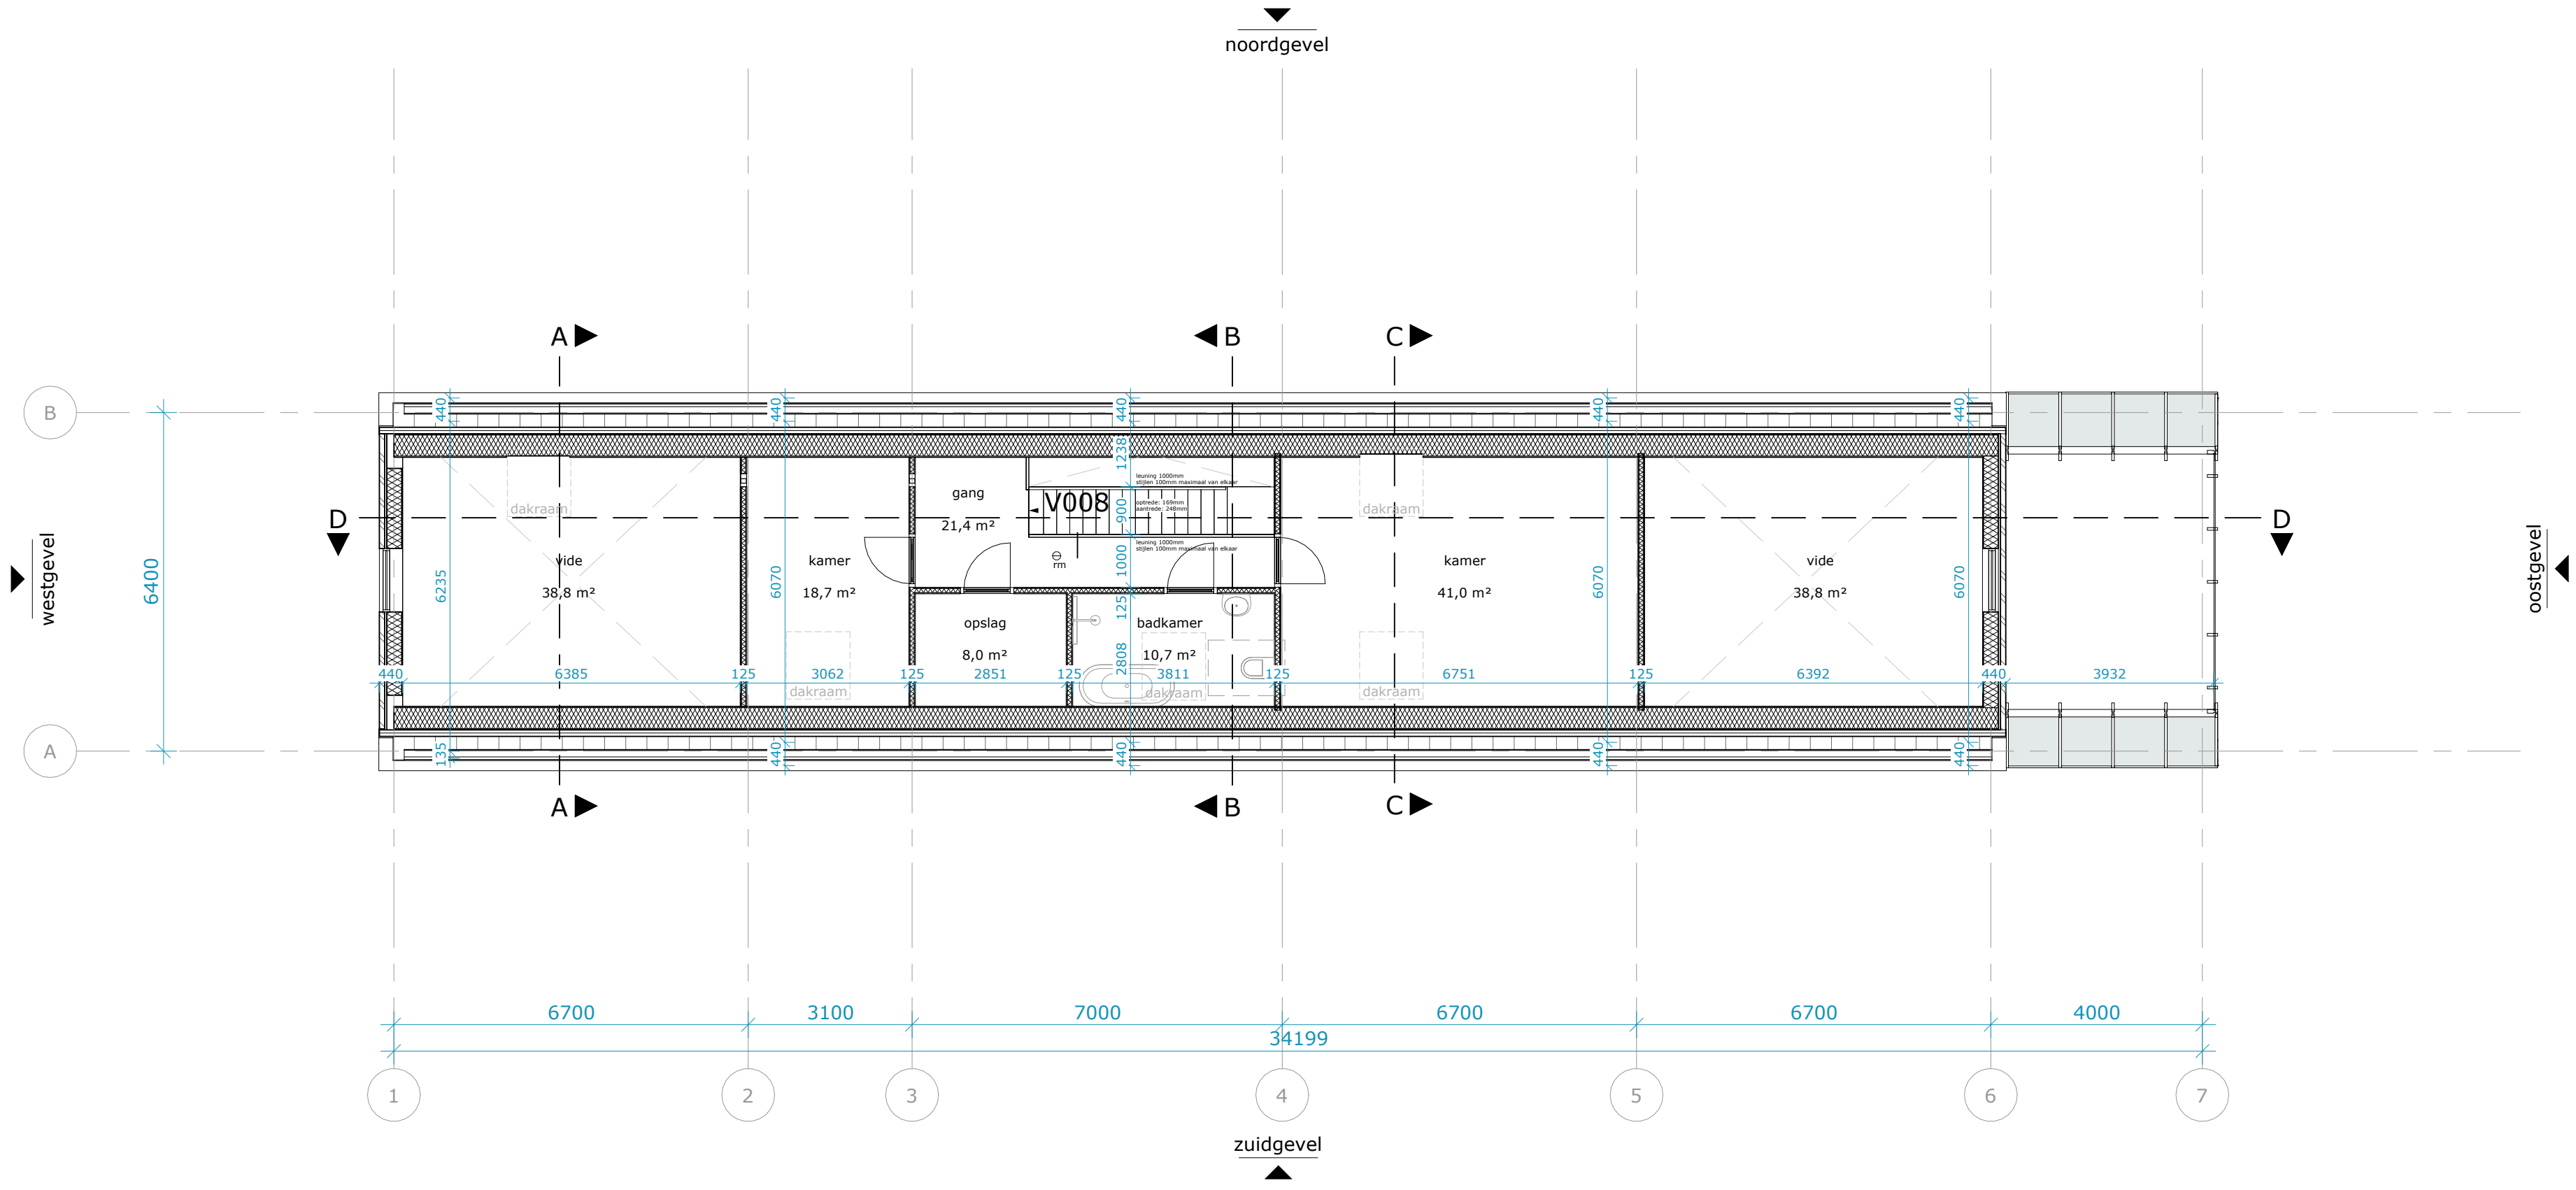 noordgevel
A
B
C
B
440
440
440
440
440
1238
leuning 1000mm
stijlen 100mm maximaal van elkaar
gang
V008
optrede: 169mm
aantrede: 248mm
900
dakraam
dakraam
D
D
21,4 m²
leuning 1000mm
stijlen 100mm maximaal van elkaar
rm
1000
westgevel
6400
6235
vide
38,8 m²
6070
kamer
18,7 m²
kamer
41,0 m²
6070
vide
38,8 m²
6070
oostgevel
125
opslag
8,0 m²
badkamer
10,7 m²
2808
440
6385
125
3062
125
2851
125
3811
125
6751
125
6392
440
3932
dakraam
dakraam
dakraam
A
135
440
440
440
440
A
B
C
6700
3100
7000
6700
6700
4000
34199
1
2
3
4
5
6
7
zuidgevel